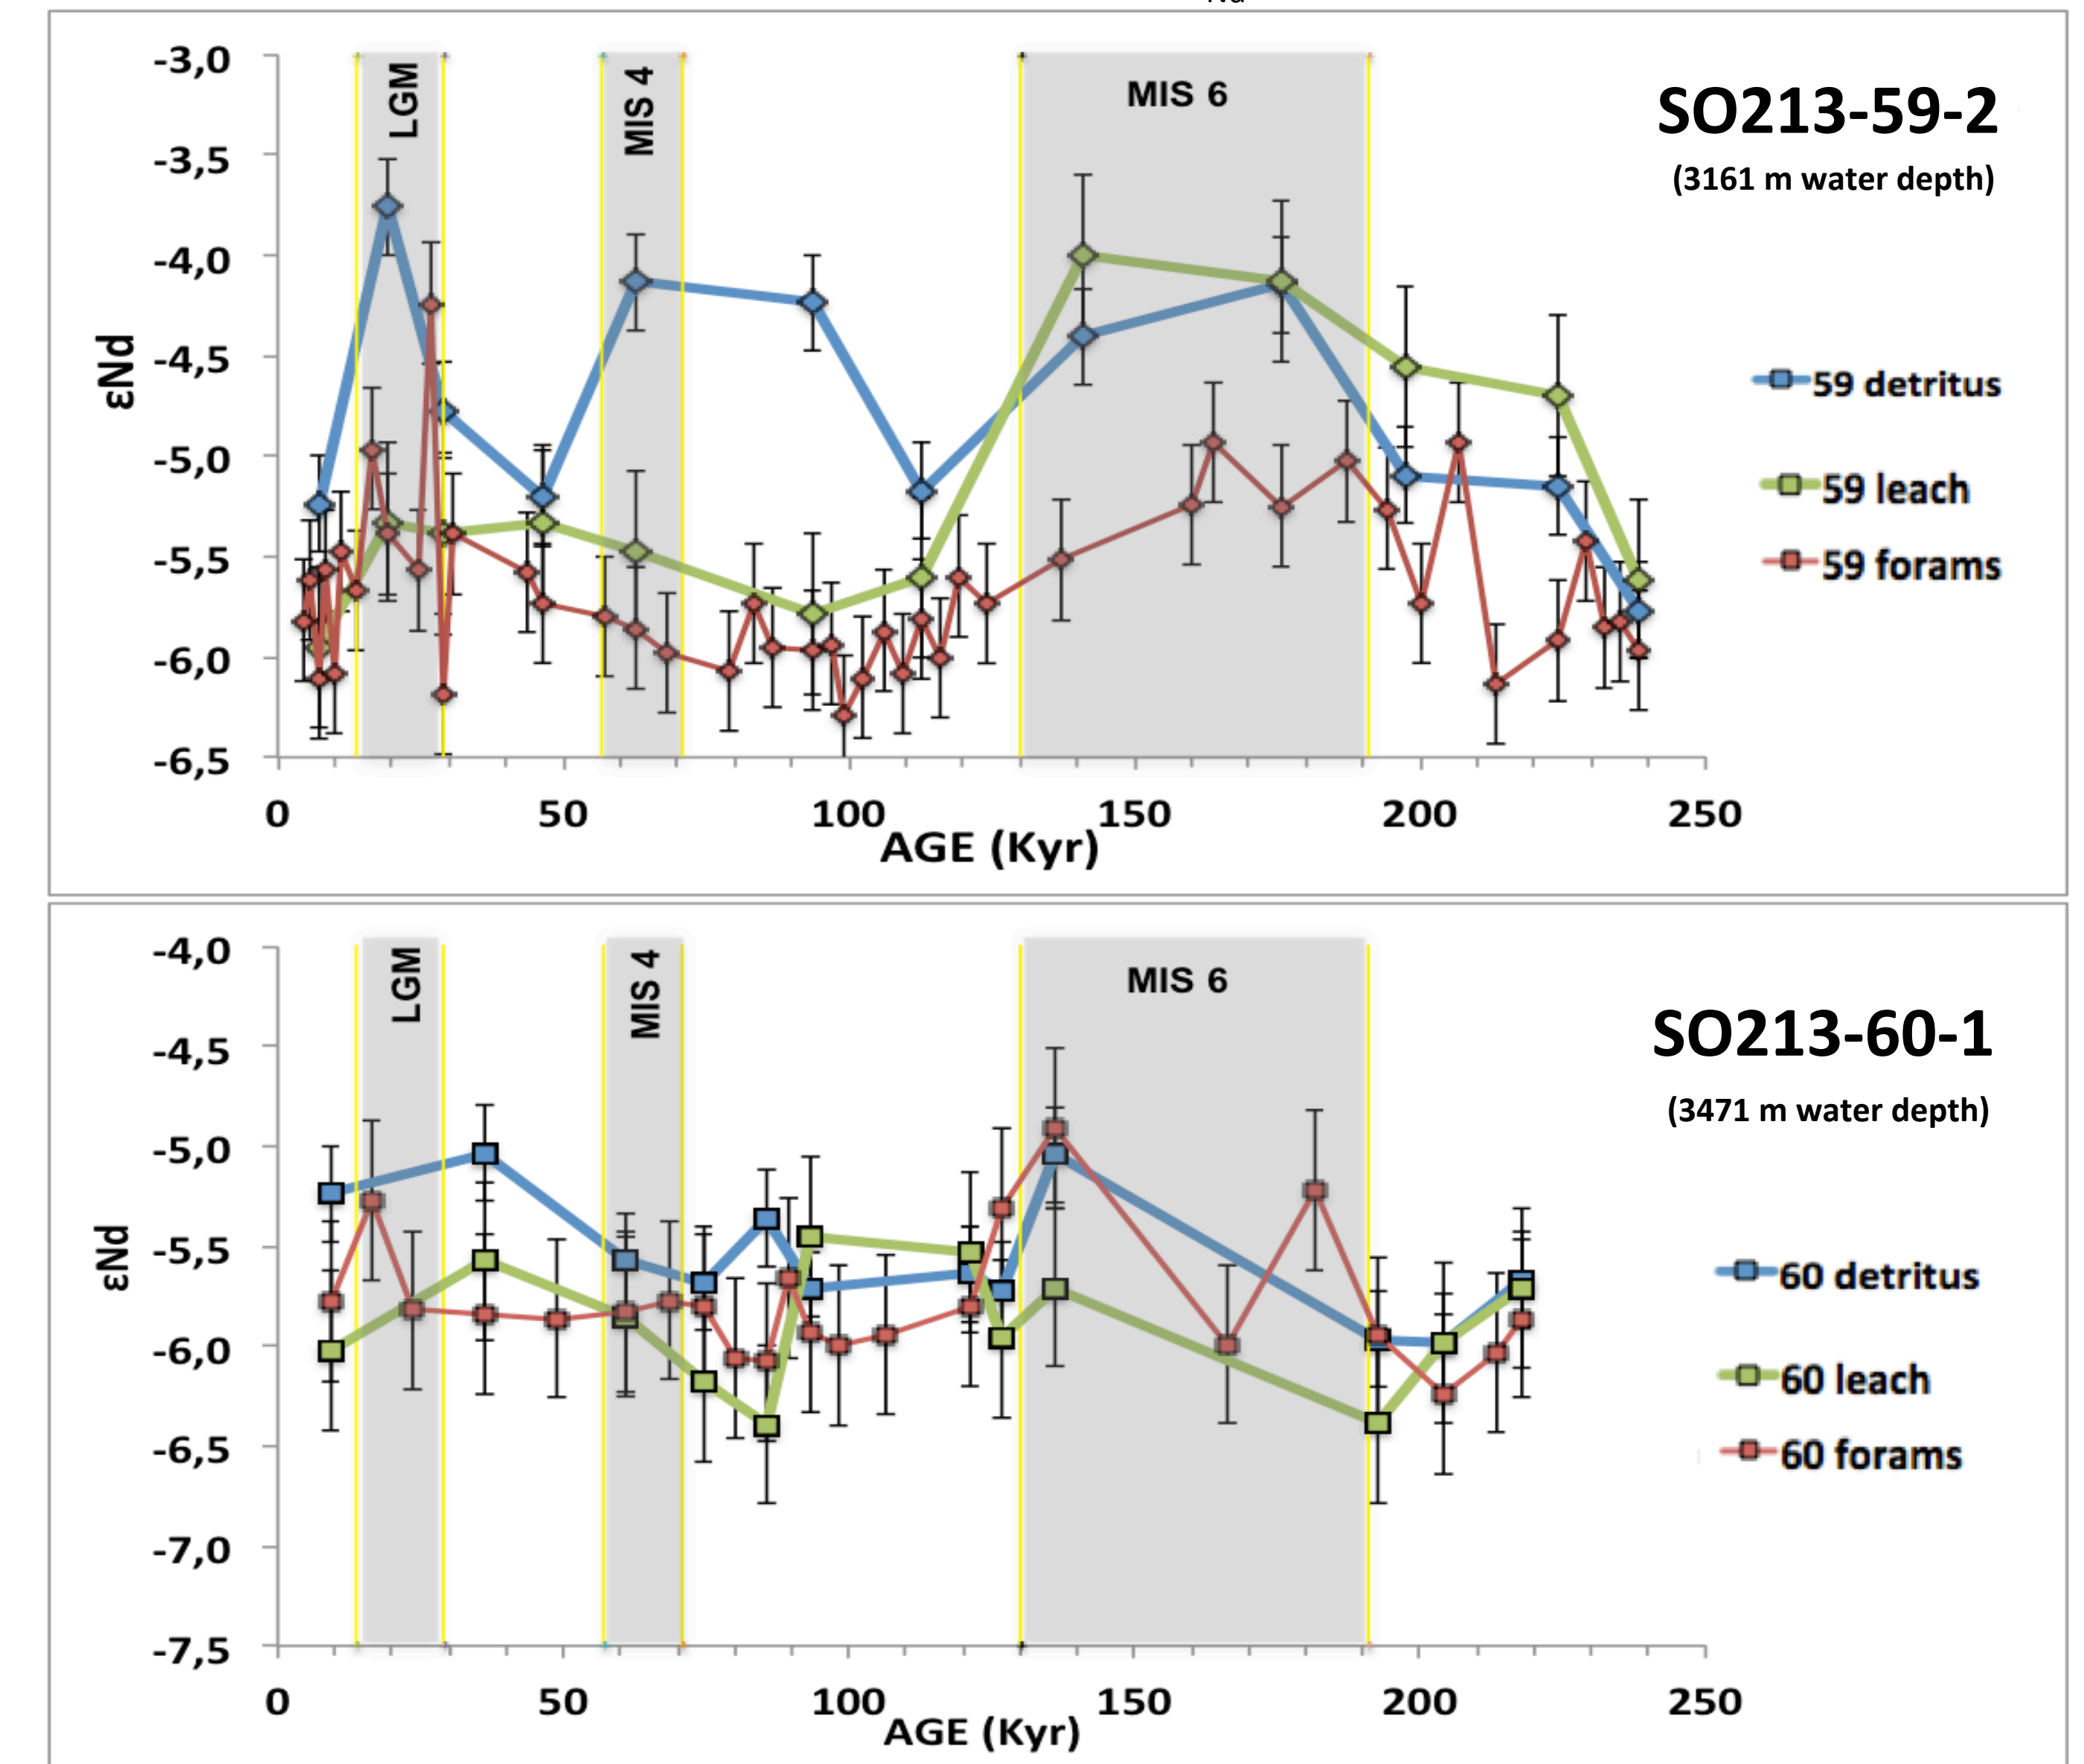 Nd
-3,0
-3,5
-4,0
-4,5
-5,0
-5,5
-6,0
-6,5
εNd
LGM
MIS 4
MIS 6
SO213-59-2
(3161 m water depth)
59 detritus
59 leach
59 forams
0 50 100 150 200 250
AGE (Kyr)
-4,0
-4,5
-5,0
-5,5
-6,0
-6,5
-7,0
-7,5
εNd
LGM
MIS 4
MIS 6
SO213-60-1
(3471 m water depth)
60 detritus
60 leach
60 forams
0 50 100 150 200 250
AGE (Kyr)